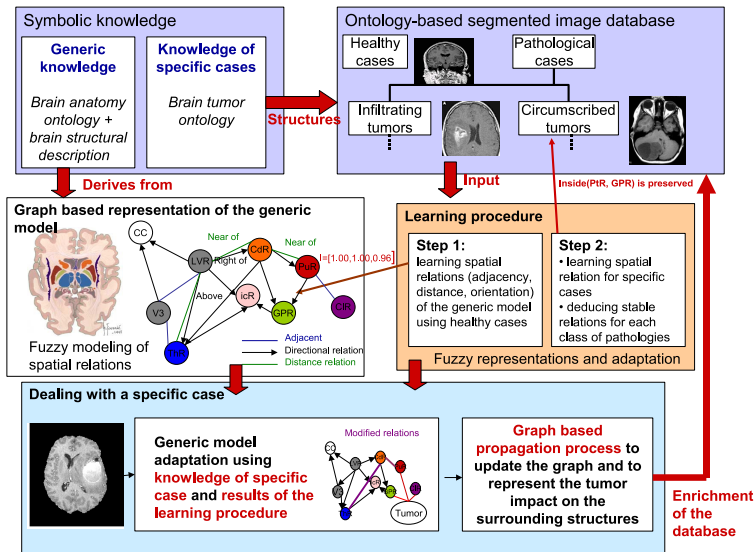 Symbolic knowledge
Generic
knowledge
Brain anatomy
ontology +
brain structural
description
Knowledge of
specific cases
Brain tumor
ontology
Structures
Ontology-based segmented image database
Healthy
cases
Pathological
cases
Infiltrating
tumors
Circumscribed
tumors
Derives from
Input
Inside(PtR, GPR) is preserved
Graph based representation of the generic
model
CC
Near of
CdR
Near of
LVR
Right of
PuR
I=[1.00,1.00,0.96]
Above
icR
V3
GPR
ClR
Adjacent
Directional relation
Distance relation
Fuzzy modeling of
spatial relations
Learning procedure
Step 1:
learning spatial
relations (adjacency,
distance, orientation)
of the generic model
using healthy cases
Step 2:
• learning spatial
relation for specific
cases
• deducing stable
relations for each
class of pathologies
Fuzzy representations and adaptation
Dealing with a specific case
Generic model
adaptation using
knowledge of specific
case and results of the
learning procedure
Modified relations
CC
V3
Tumor
Graph based
propagation process to
update the graph and to
represent the tumor
impact on the
surrounding structures
Enrichment
of the
database